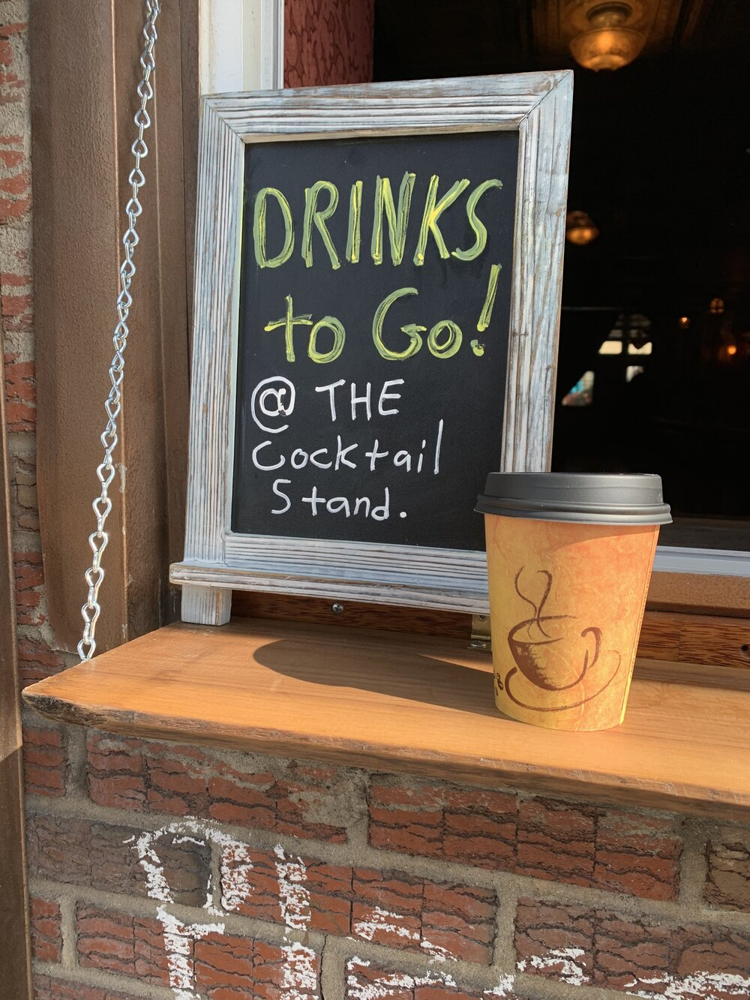 DRINKS
to Go!
@ THE
Cocktail
Stand.